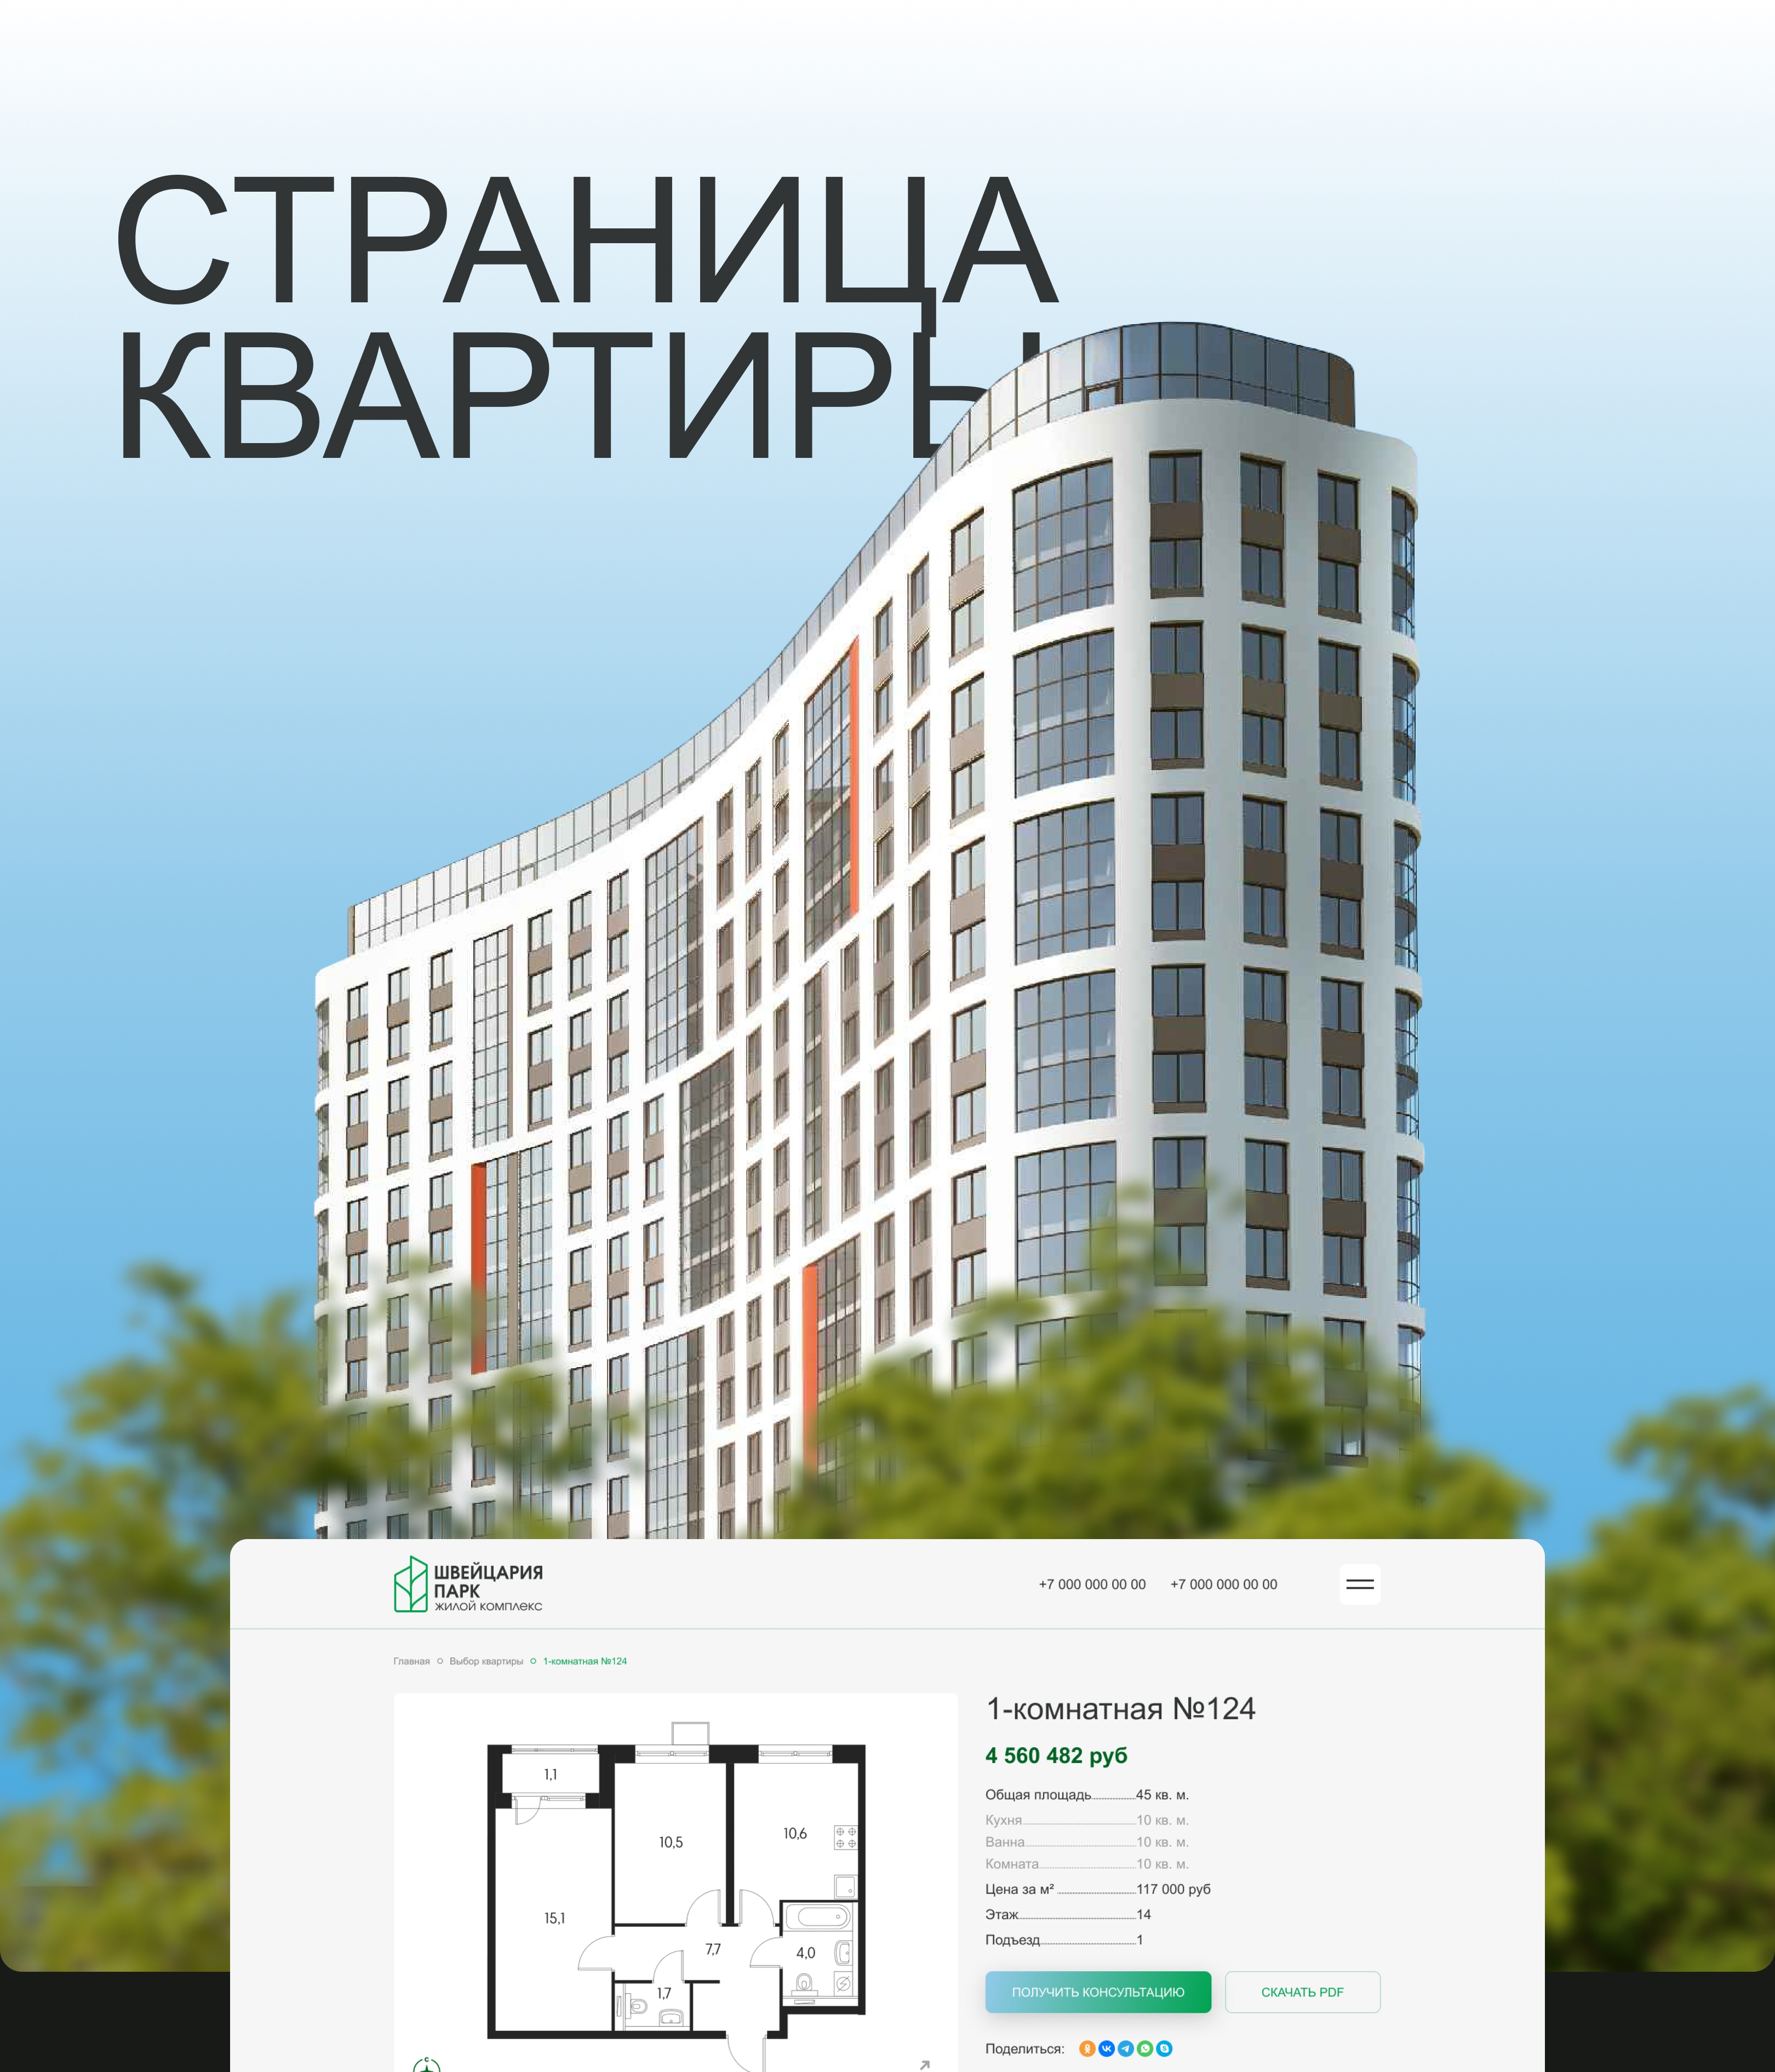 СТРАНИЦА
КВАРТИРЫ
ШВЕЙЦАРИЯ
ПАРК
ЖИЛОЙ КОМПЛЕКС
+7 000 000 00 00 +7 000 000 00 00
Главная Выбор квартиры 1-комнатная №124
1-комнатная №124
4 560 482 руб
Общая площадь 45 кв. м.
Кухня 10 кв. м.
Ванна 10 кв. м.
Комната 10 кв. м.
Цена за м² 117 000 руб
Этаж 14
Подъезд 1
ПОЛУЧИТЬ КОНСУЛЬТАЦИЮ СКАЧАТЬ PDF
Поделиться:
1,1
10,5
10,6
15,1
7,7
4,0
1,7
С